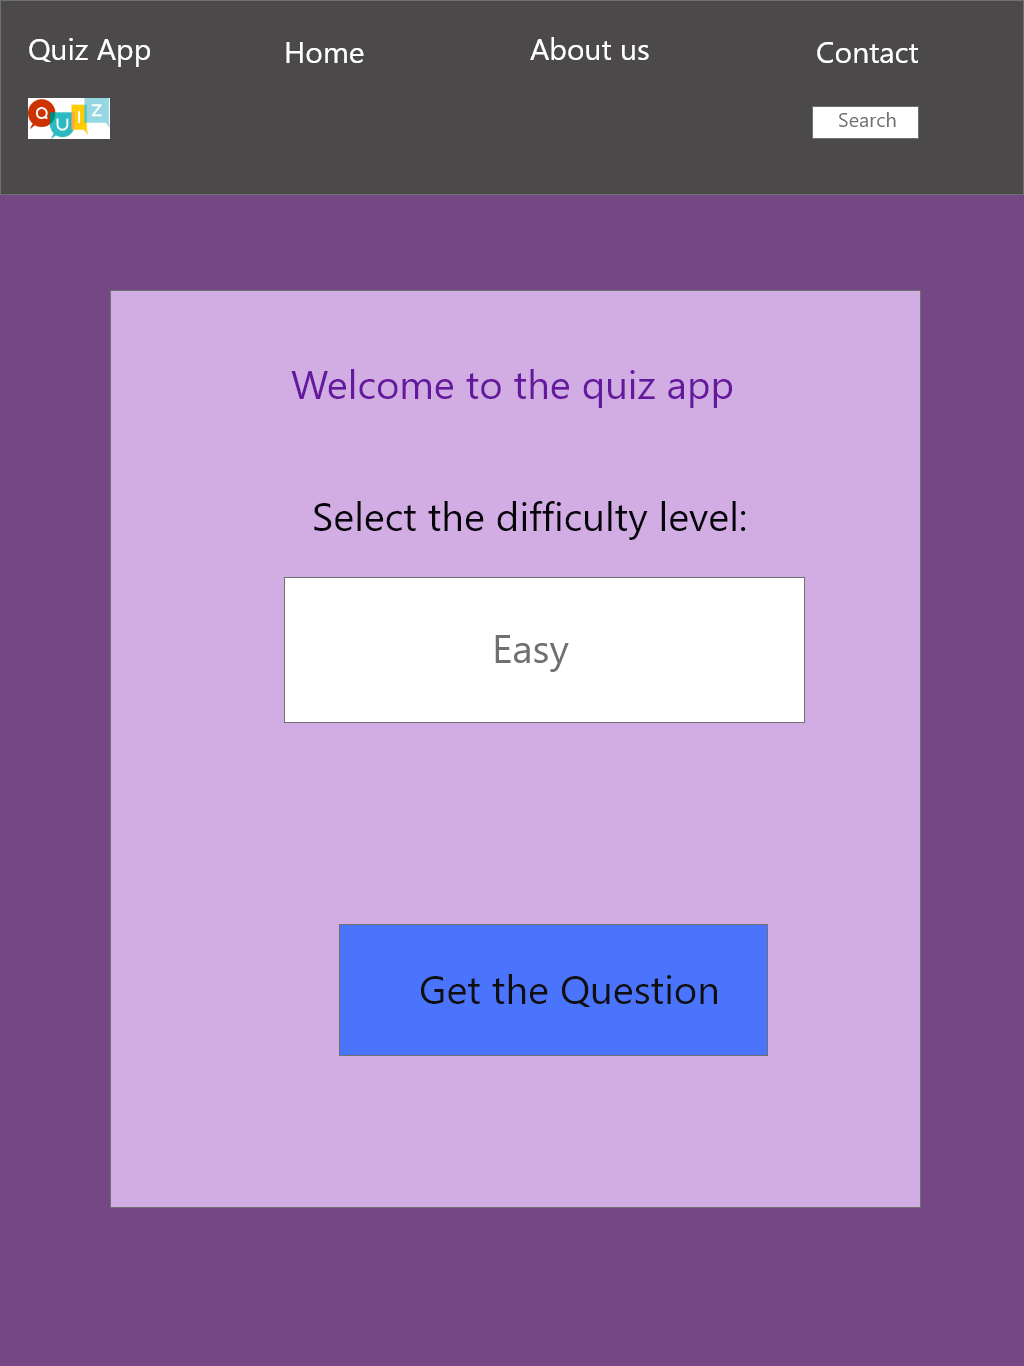 Quiz App Home About us Contact
QUIZ Search
Welcome to the quiz app
Select the difficulty level:
Easy
Get the Question